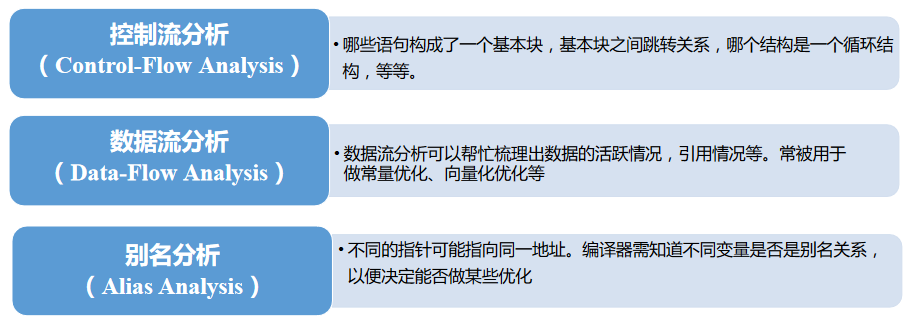 控制流分析
（Control-Flow Analysis）
•哪些语句构成了一个基本块，基本块之间跳转关系，哪个结构是一个循环结
构，等等。
数据流分析
（Data-Flow Analysis）
•数据流分析可以帮忙梳理出数据的活跃情况，引用情况等。常被用于
做常量优化、向量化优化等
别名分析
（Alias Analysis）
•不同的指针可能指向同一地址。编译器需知道不同变量是否是别名关系，
以便决定能否做某些优化